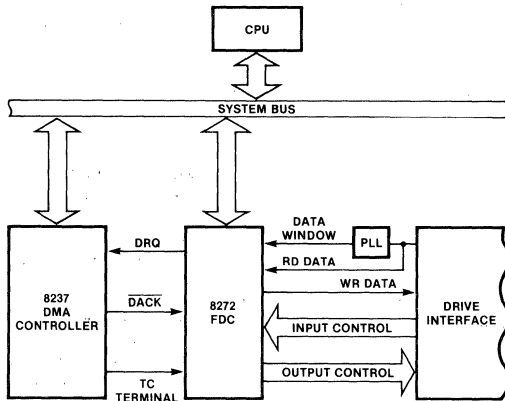 CPU
SYSTEM BUS
8237
DMA
CONTROLLER
DRQ
DACK
TC
TERMINAL
8272
FDC
DATA
WINDOW
PLL
RD DATA
WR DATA
INPUT CONTROL
OUTPUT CONTROL
DRIVE
INTERFACE